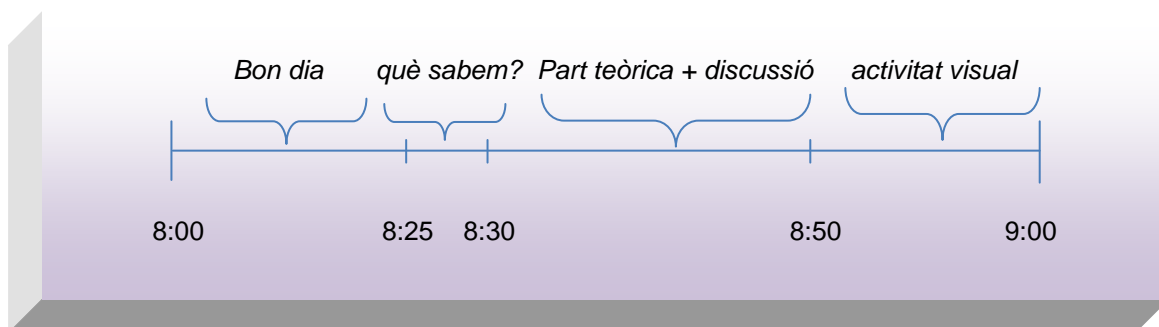 Bon dia què sabem? Part teòrica + discussió activitat visual
8:00 8:25 8:30 8:50 9:00